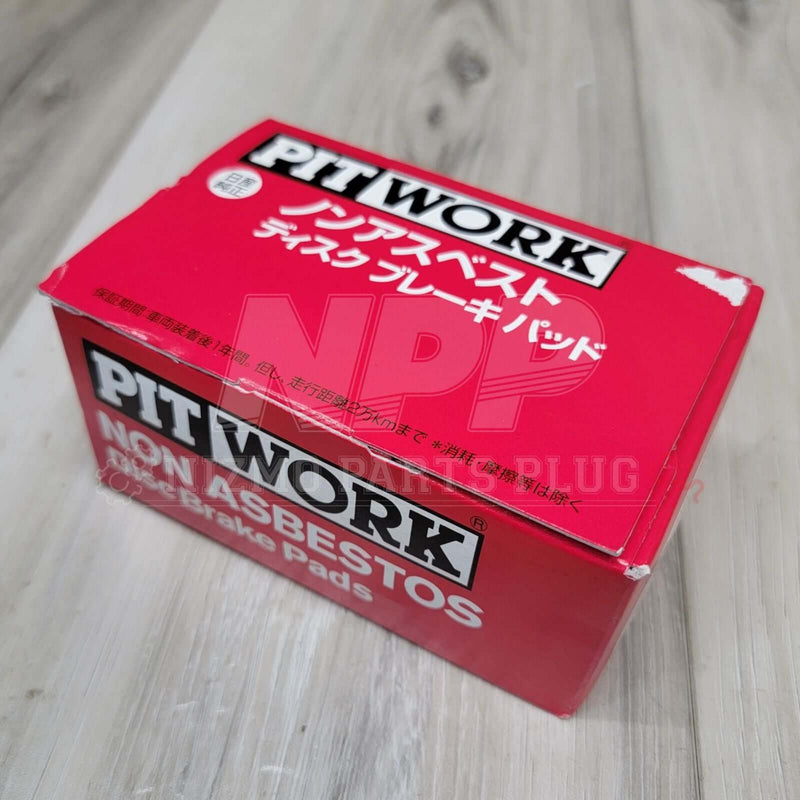 PIT WORK
日産
純正
ノンアスベスト
ディスク ブレーキ パッド
保証期間:車両装着後1年間。但し、走行距離2万kmまで *消耗・摩擦等は除く
NPP
NIZMO PARTS PLUG
PIT WORK ®
NON ASBESTOS
Disc Brake Pads